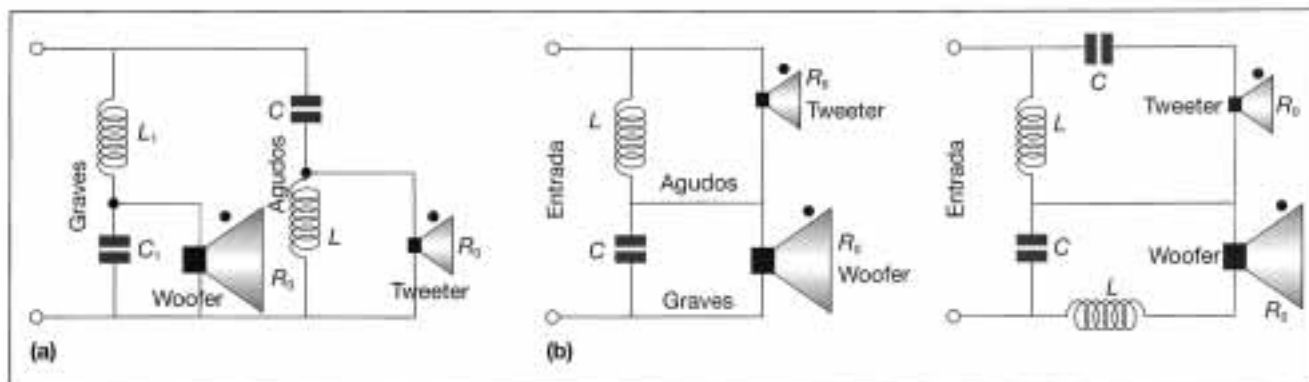 Graves
L₁
C₁
Woofer
R₀
C
Agudos
L
R₀
Tweeter
(a)
Entrada
L
C
R₀
Tweeter
Agudos
R₀
Woofer
Graves
(b)
Entrada
L
C
C
Tweeter
R₀
Woofer
L
R₀